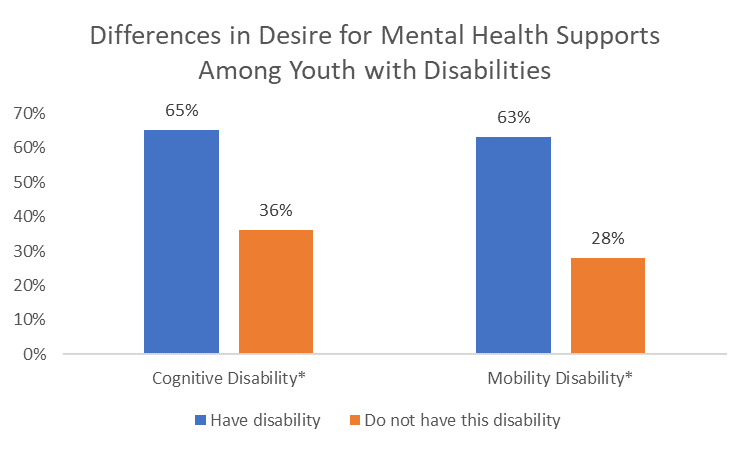 Differences in Desire for Mental Health Supports
Among Youth with Disabilities
70%
60%
50%
40%
30%
20%
10%
0%
65%
36%
63%
28%
Cognitive Disability*
Mobility Disability*
Have disability
Do not have this disability